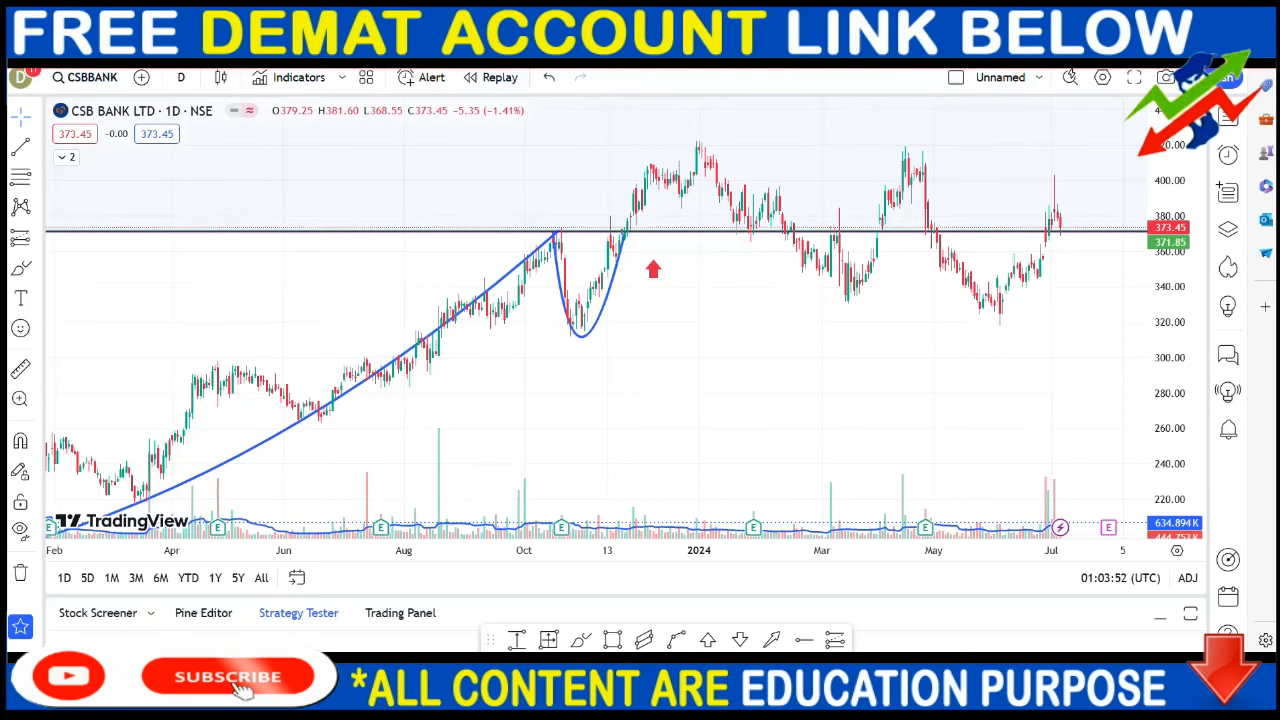 FREE DEMAT ACCOUNT LINK BELOW
D 11 CSBBANK D Indicators Alert Replay Unnamed
CSB BANK LTD · 1D · NSE O379.25 H381.60 L368.55 C373.45 -5.35 (-1.41%)
373.45 -0.00 373.45
2
400.00
380.00
373.45
371.85
360.00
340.00
320.00
300.00
280.00
260.00
240.00
220.00
TradingView
634.894K
E E E E E E E
Feb Apr Jun Aug Oct 13 2024 Mar May Jul 5
1D 5D 1M 3M 6M YTD 1Y 5Y All 01:03:52 (UTC) ADJ
Stock Screener Pine Editor Strategy Tester Trading Panel
SUBSCRIBE
*ALL CONTENT ARE EDUCATION PURPOSE